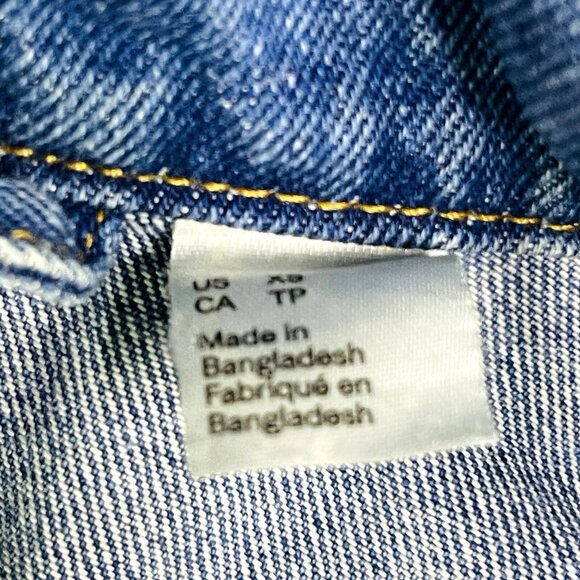 US XS
CA TP
Made in
Bangladesh
Fabriqué en
Bangladesh